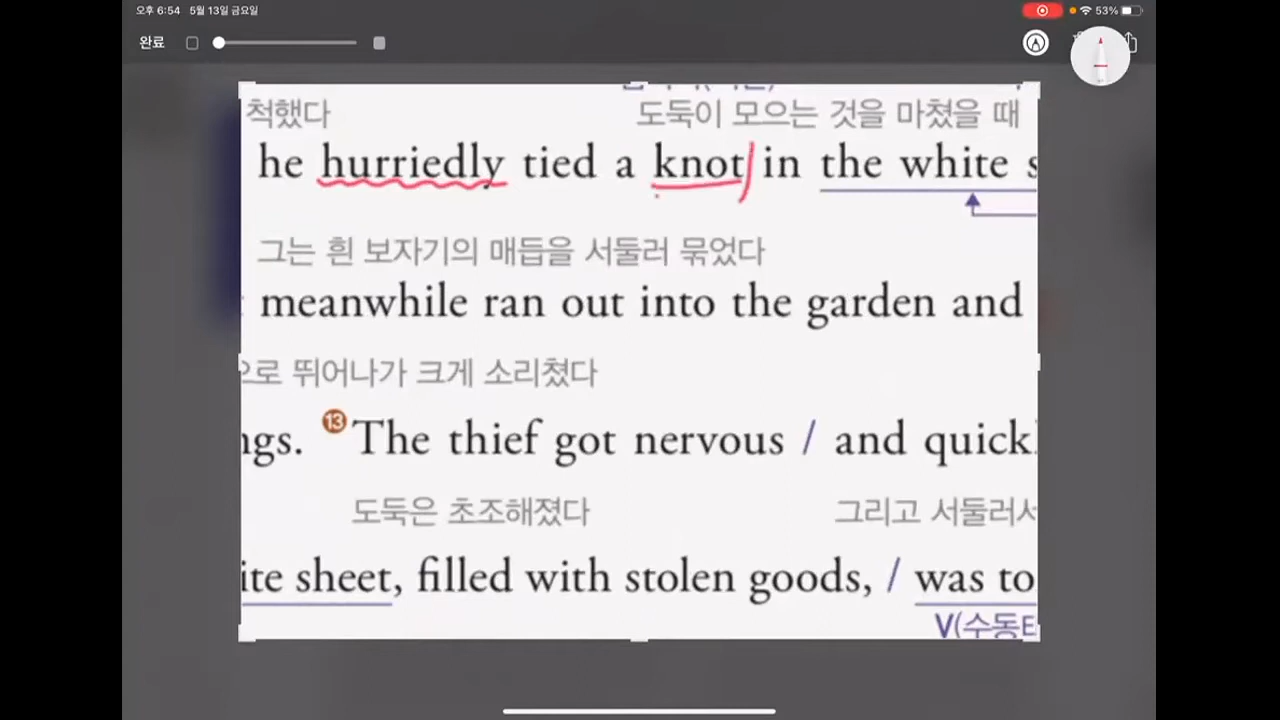 오후 6:54 5월 13일 금요일 53%
완료
척했다 도둑이 모으는 것을 마쳤을 때
he hurriedly tied a knot in the white s
그는 흰 보자기의 매듭을 서둘러 묶었다
meanwhile ran out into the garden and
으로 뛰어나가 크게 소리쳤다
ngs. 13 The thief got nervous / and quickl
도둑은 초조해졌다 그리고 서둘러서
ite sheet, filled with stolen goods, / was to
V(수동태